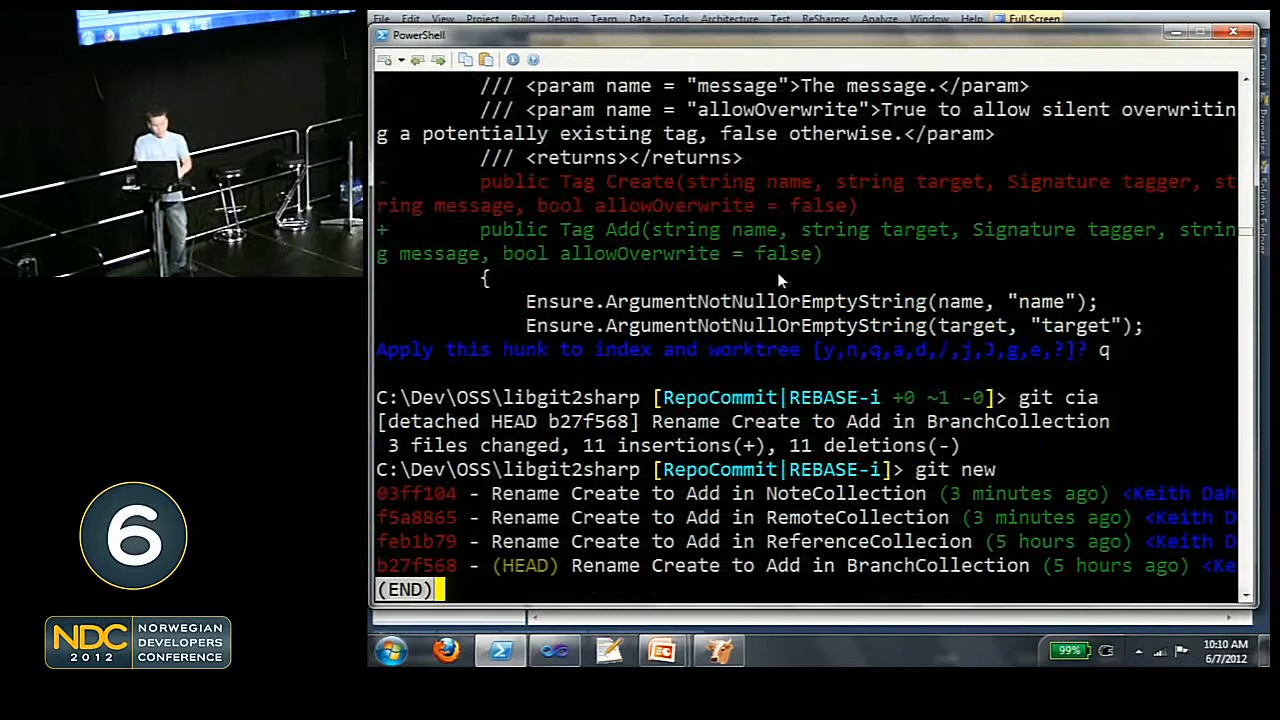 File Edit View Project Build Debug Team Data Tools Architecture Test ReSharper Analyze Window Help Full Screen
PowerShell
/// <param name = "message">The message.</param>
/// <param name = "allowOverwrite">True to allow silent overwritin
g a potentially existing tag, false otherwise.</param>
/// <returns></returns>
- public Tag Create(string name, string target, Signature tagger, st
ring message, bool allowOverwrite = false)
+ public Tag Add(string name, string target, Signature tagger, strin
g message, bool allowOverwrite = false)
{
Ensure.ArgumentNotNullOrEmptyString(name, "name");
Ensure.ArgumentNotNullOrEmptyString(target, "target");
Apply this hunk to index and worktree [y,n,q,a,d,/,j,J,g,e,?]? q
C:\Dev\OSS\libgit2sharp [RepoCommit|REBASE-i +0 ~1 -0]> git cia
[detached HEAD b27f568] Rename Create to Add in BranchCollection
3 files changed, 11 insertions(+), 11 deletions(-)
C:\Dev\OSS\libgit2sharp [RepoCommit|REBASE-i]> git new
03ff104 - Rename Create to Add in NoteCollection (3 minutes ago) <Keith Dah
f5a8865 - Rename Create to Add in RemoteCollection (3 minutes ago) <Keith D
feb1b79 - Rename Create to Add in ReferenceCollecion (5 hours ago) <Keith D
b27f568 - (HEAD) Rename Create to Add in BranchCollection (5 hours ago) <Ke
(END)
6
NDC
2012
NORWEGIAN
DEVELOPERS
CONFERENCE
99%
10:10 AM
6/7/2012